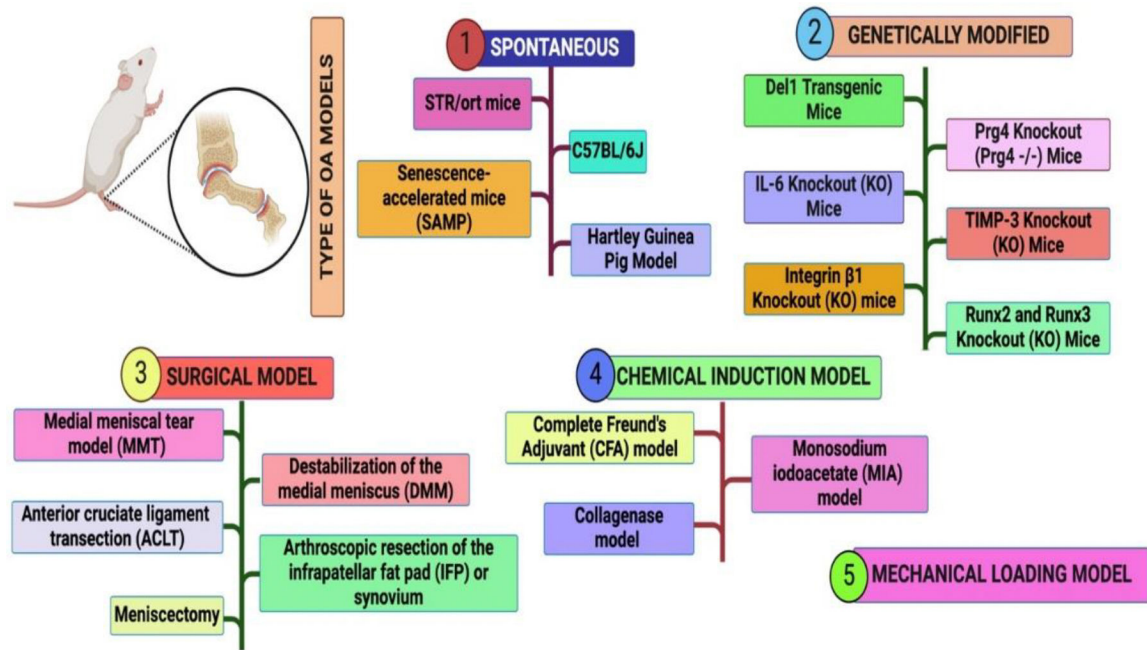 TYPE OF OA MODELS
1
SPONTANEOUS
STR/ort mice
C57BL/6J
Senescence-
accelerated mice
(SAMP)
Hartley Guinea
Pig Model
2
GENETICALLY MODIFIED
Del1 Transgenic
Mice
Prg4 Knockout
(Prg4 -/-) Mice
IL-6 Knockout (KO)
Mice
TIMP-3 Knockout
(KO) Mice
Integrin β1
Knockout (KO) mice
Runx2 and Runx3
Knockout (KO) Mice
3
SURGICAL MODEL
Medial meniscal tear
model (MMT)
Destabilization of the
medial meniscus (DMM)
Anterior cruciate ligament
transection (ACLT)
Arthroscopic resection of the
infrapatellar fat pad (IFP) or
synovium
Meniscectomy
4
CHEMICAL INDUCTION MODEL
Complete Freund's
Adjuvant (CFA) model
Monosodium
iodoacetate (MIA)
model
Collagenase
model
5
MECHANICAL LOADING MODEL